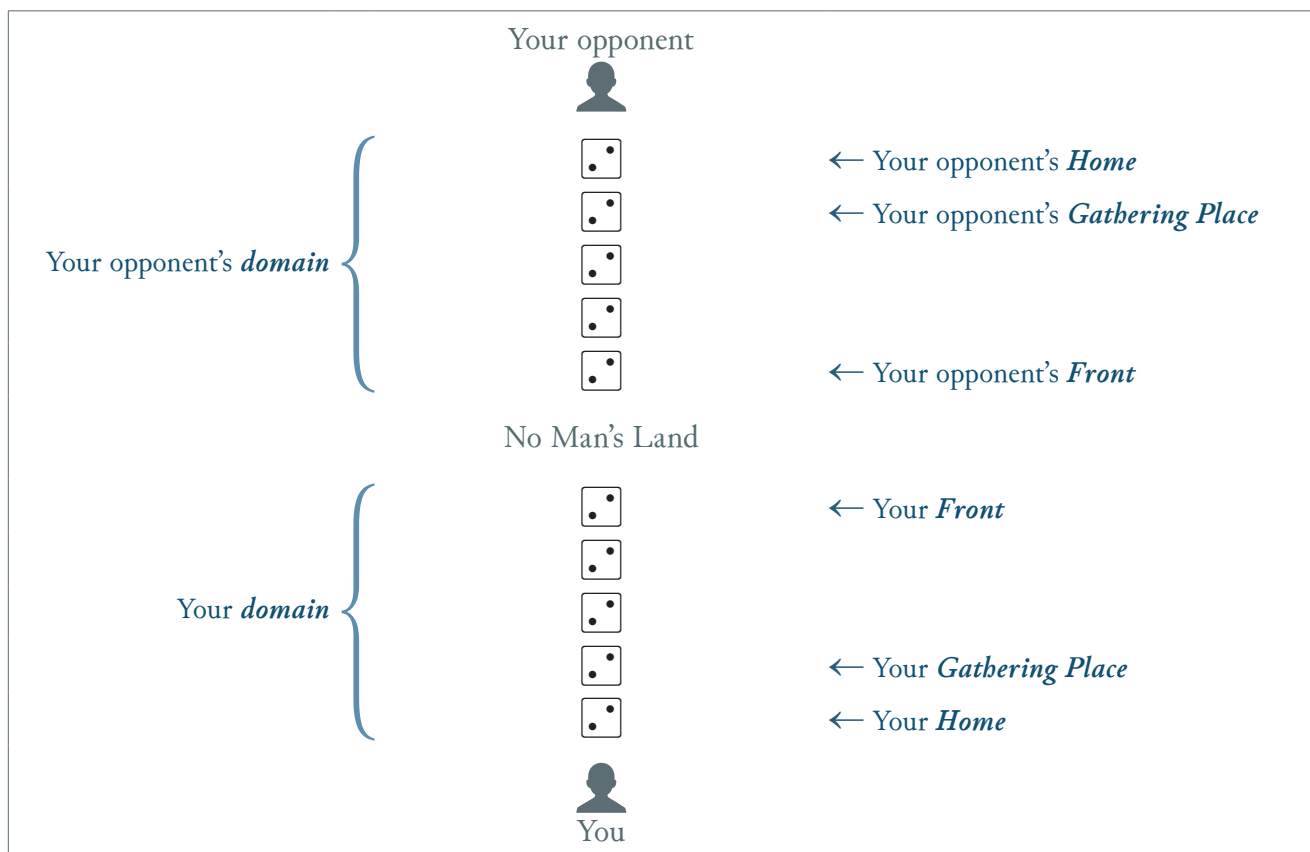 Your opponent
← Your opponent’s Home
← Your opponent’s Gathering Place
Your opponent’s domain
← Your opponent’s Front
No Man’s Land
← Your Front
Your domain
← Your Gathering Place
← Your Home
You